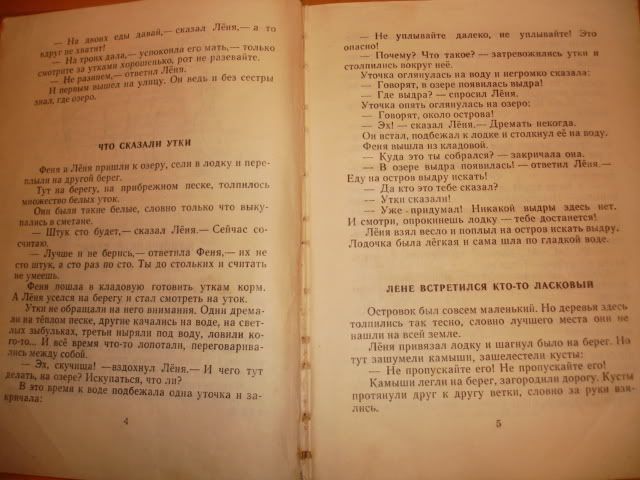 — На двоих еды давай,— сказал Лёня,— а то
вдруг не хватит!
— На троих дала,— успокоила его мать,— только
смотрите за утками хорошенько, рот не разевайте.
— Не разинем,— ответил Лёня.
И первым вышел на улицу. Он ведь и без сестры
знал, где озеро.
ЧТО СКАЗАЛИ УТКИ
Феня и Лёня пришли к озеру, сели в лодку и пере-
плыли на другой берег.
Тут на берегу, на прибрежном песке, толпилось
множество белых уток.
Они были такие белые, словно только что выку-
пались в сметане.
— Штук сто будет,— сказал Лёня.— Сейчас со-
считаю.
— Лучше и не берись,— ответила Феня,— их не
сто штук, а сто раз по сто. Ты до стольких и считать
не умеешь.
Феня пошла в кладовую готовить уткам корм.
А Лёня уселся на берегу и стал смотреть на уток.
Утки не обращали на него внимания. Одни дрема-
ли на тёплом песке, другие качались на воде, на свет-
лых зыбульках, третьи ныряли под воду, ловили ко-
го-то... И всё время что-то лопотали, переговарива-
лись между собой.
— Эх, скучища! — вздохнул Лёня.— И чего тут
делать, на озере? Искупаться, что ли?
В это время к воде подбежала одна уточка и за-
кричала:
4
— Не уплывайте далеко, не уплывайте! Это
опасно!
— Почему? Что такое? — затревожились утки и
столпились вокруг неё.
Уточка оглянулась на воду и негромко сказала:
— Говорят, в озере появилась выдра!
— Где выдра? — спросил Лёня.
Уточка опять оглянулась на озеро:
— Говорят, около острова!
— Эх! — сказал Лёня.— Дремать некогда.
Он встал, подбежал к лодке и столкнул её на воду.
Феня вышла из кладовой.
— Куда это ты собрался? — закричала она.
— В озере выдра появилась! — ответил Лёня.—
Еду на остров выдру искать!
— Да кто это тебе сказал?
— Утки сказали!
— Уже придумал! Никакой выдры здесь нет.
И смотри, опрокинешь лодку — тебе достанется!
Лёня взял весло и поплыл на остров искать выдру.
Лодочка была лёгкая и сама шла по гладкой воде.
ЛЕНЕ ВСТРЕТИЛСЯ КТО-ТО ЛАСКОВЫЙ
Островок был совсем маленький. Но деревья здесь
толпились так тесно, словно лучшего места они не
нашли на всей земле.
Лёня привязал лодку и шагнул было на берег. Но
тут зашумели камыши, зашелестели кусты:
— Не пропускайте его! Не пропускайте его!
Камыши легли на берег, загородили дорогу. Кусты
протянули друг к другу ветки, словно за руки взя-
лись.
5